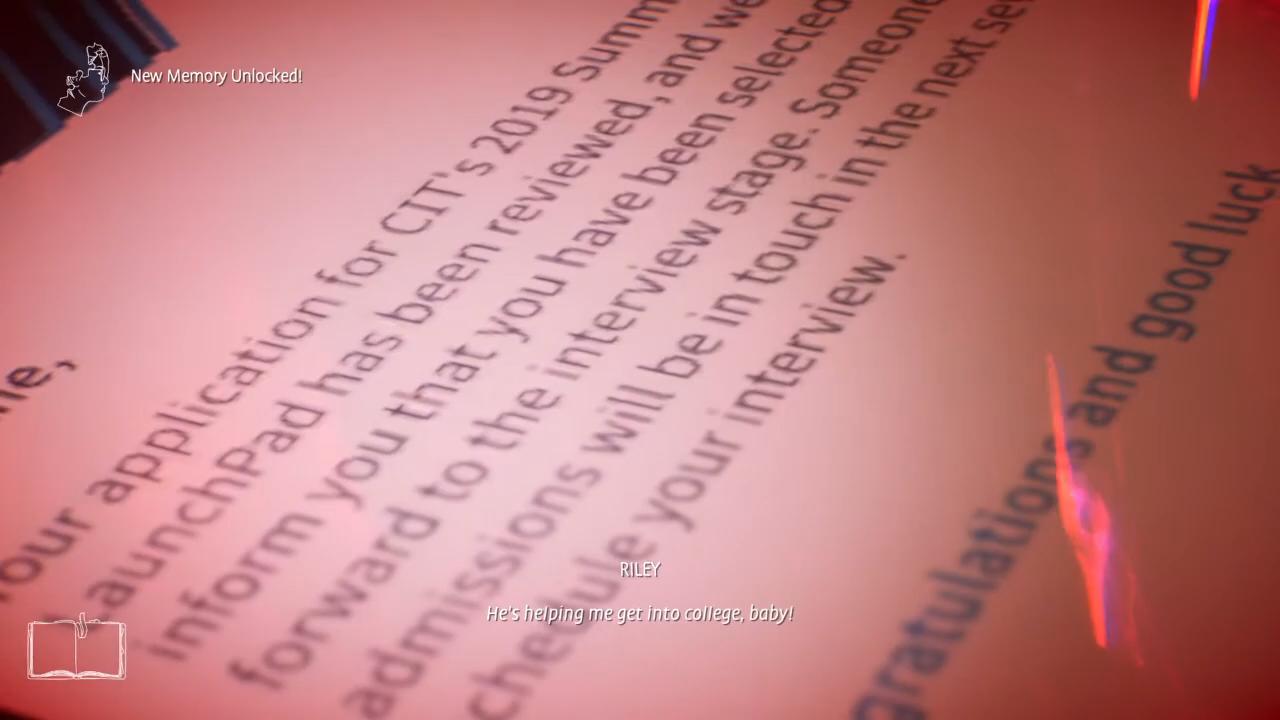 New Memory Unlocked!
our application for CIT's 2019 Summ
LaunchPad has been reviewed, and we
inform you that you have been selected
forward to the interview stage. Someone
admissions will be in touch in the next se
chedule your interview.
gratulations and good luck
RILEY
He's helping me get into college, baby!